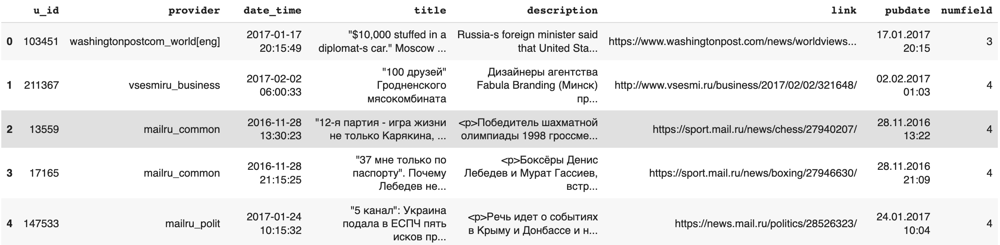 u_id provider date_time title description link pubdate numfield
0 103451 washingtonpostcom_world[eng] 2017-01-17 20:15:49 "$10,000 stuffed in a diplomat-s car." Moscow ... Russia-s foreign minister said that United Sta... https://www.washingtonpost.com/news/worldviews... 17.01.2017 20:15 3
1 211367 vsesmiru_business 2017-02-02 06:00:33 "100 друзей" Гродненского мясокомбината Дизайнеры агентства Fabula Branding (Минск) пр... http://www.vsesmi.ru/business/2017/02/02/321648/ 02.02.2017 01:03 4
2 13559 mailru_common 2016-11-28 13:30:23 "12-я партия - игра жизни не только Карякина, ... <p>Победитель шахматной олимпиады 1998 гроссме... https://sport.mail.ru/news/chess/27940207/ 28.11.2016 13:22 4
3 17165 mailru_common 2016-11-28 21:15:25 "37 мне только по паспорту". Почему Лебедев не... <p>Боксёры Денис Лебедев и Мурат Гассиев, встр... https://sport.mail.ru/news/boxing/27946630/ 28.11.2016 21:09 4
4 147533 mailru_polit 2017-01-24 10:15:32 "5 канал": Украина подала в ЕСПЧ пять исков пр... <p>Речь идет о событиях в Крыму и Донбассе и н... https://news.mail.ru/politics/28526323/ 24.01.2017 10:04 4